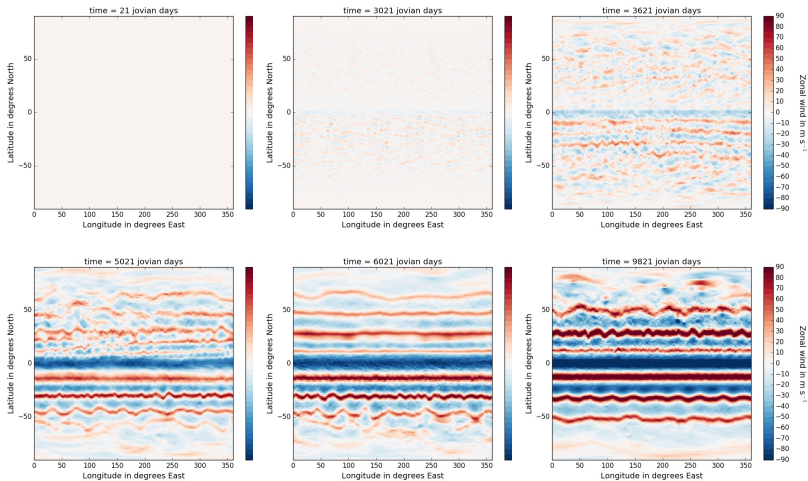 time = 21 jovian days
time = 3021 jovian days
time = 3621 jovian days
Latitude in degrees North
50
0
−50
0 50 100 150 200 250 300 350
Longitude in degrees East
Latitude in degrees North
50
0
−50
0 50 100 150 200 250 300 350
Longitude in degrees East
Latitude in degrees North
50
0
−50
0 50 100 150 200 250 300 350
Longitude in degrees East
90
80
70
60
50
40
30
20
10
0
−10
−20
−30
−40
−50
−60
−70
−80
−90
Zonal wind in m s⁻¹
time = 5021 jovian days
time = 6021 jovian days
time = 9821 jovian days
Latitude in degrees North
50
0
−50
0 50 100 150 200 250 300 350
Longitude in degrees East
Latitude in degrees North
50
0
−50
0 50 100 150 200 250 300 350
Longitude in degrees East
Latitude in degrees North
50
0
−50
0 50 100 150 200 250 300 350
Longitude in degrees East
90
80
70
60
50
40
30
20
10
0
−10
−20
−30
−40
−50
−60
−70
−80
−90
Zonal wind in m s⁻¹